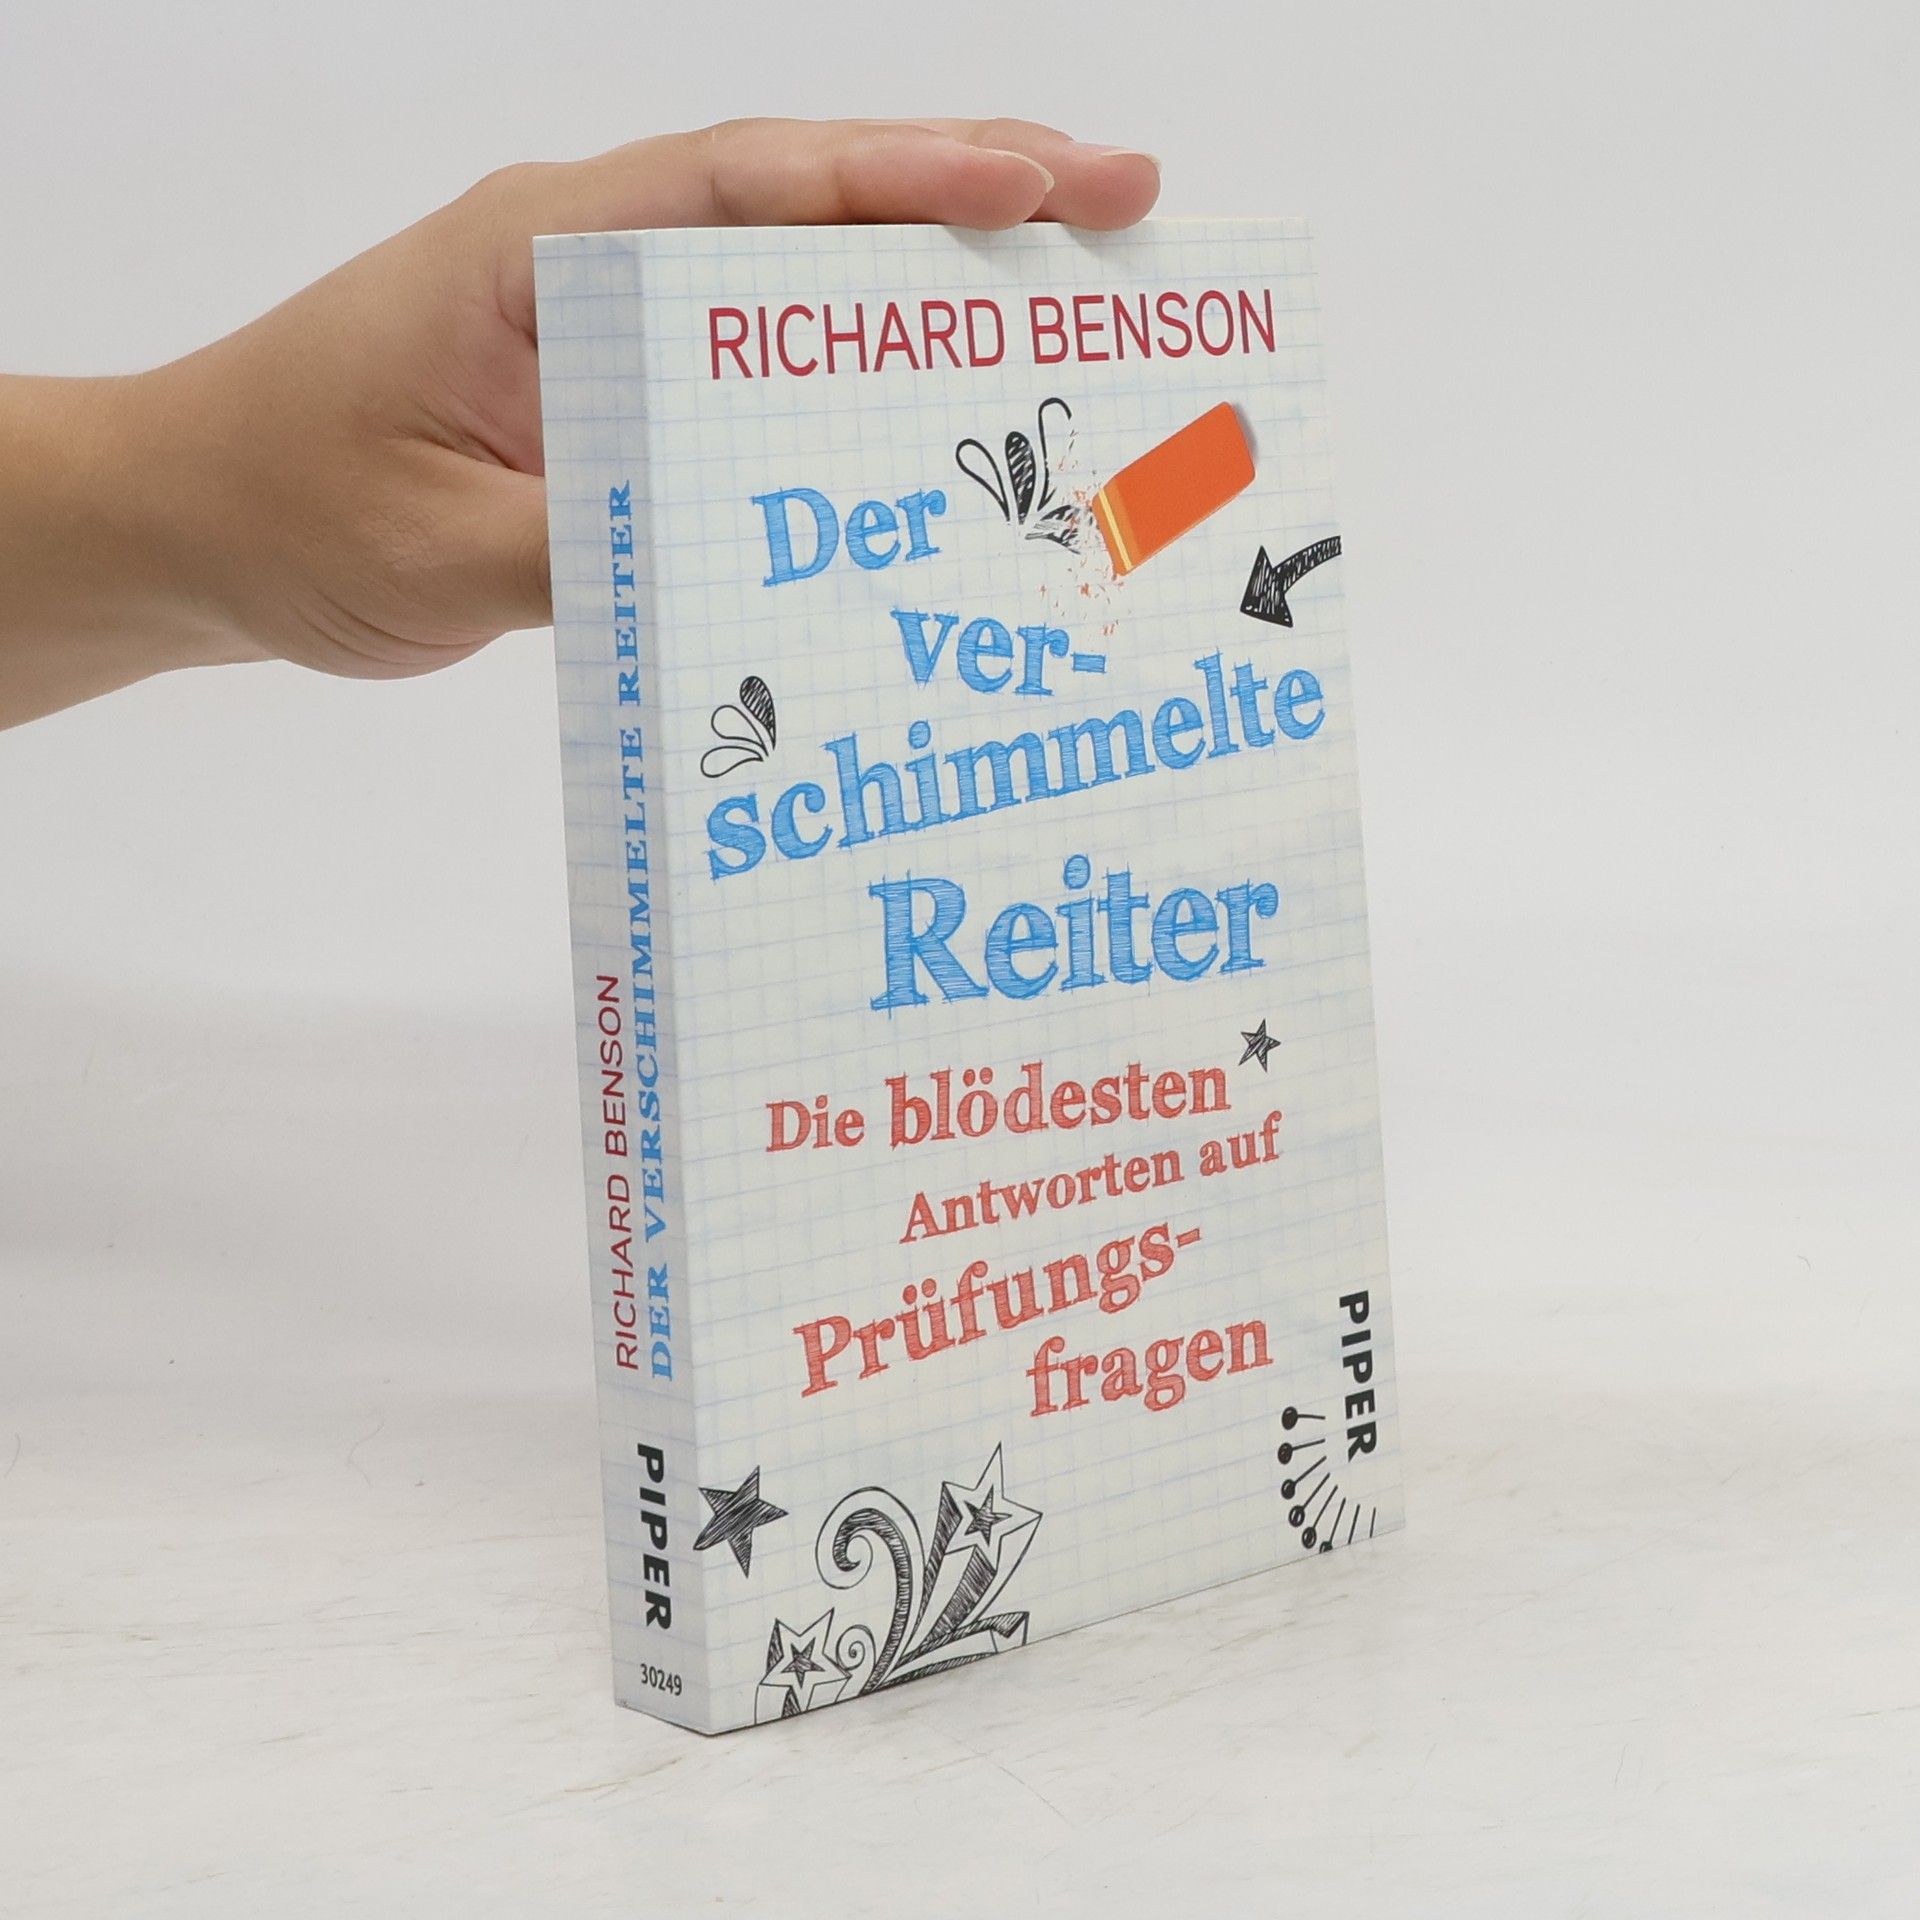 RICHARD BENSON
Der
ver-
schimmelte
Reiter
Die blödesten
Antworten auf
Prüfungs-
fragen
PIPER
RICHARD BENSON
DER VERSCHIMMELTE REITER
PIPER
30249